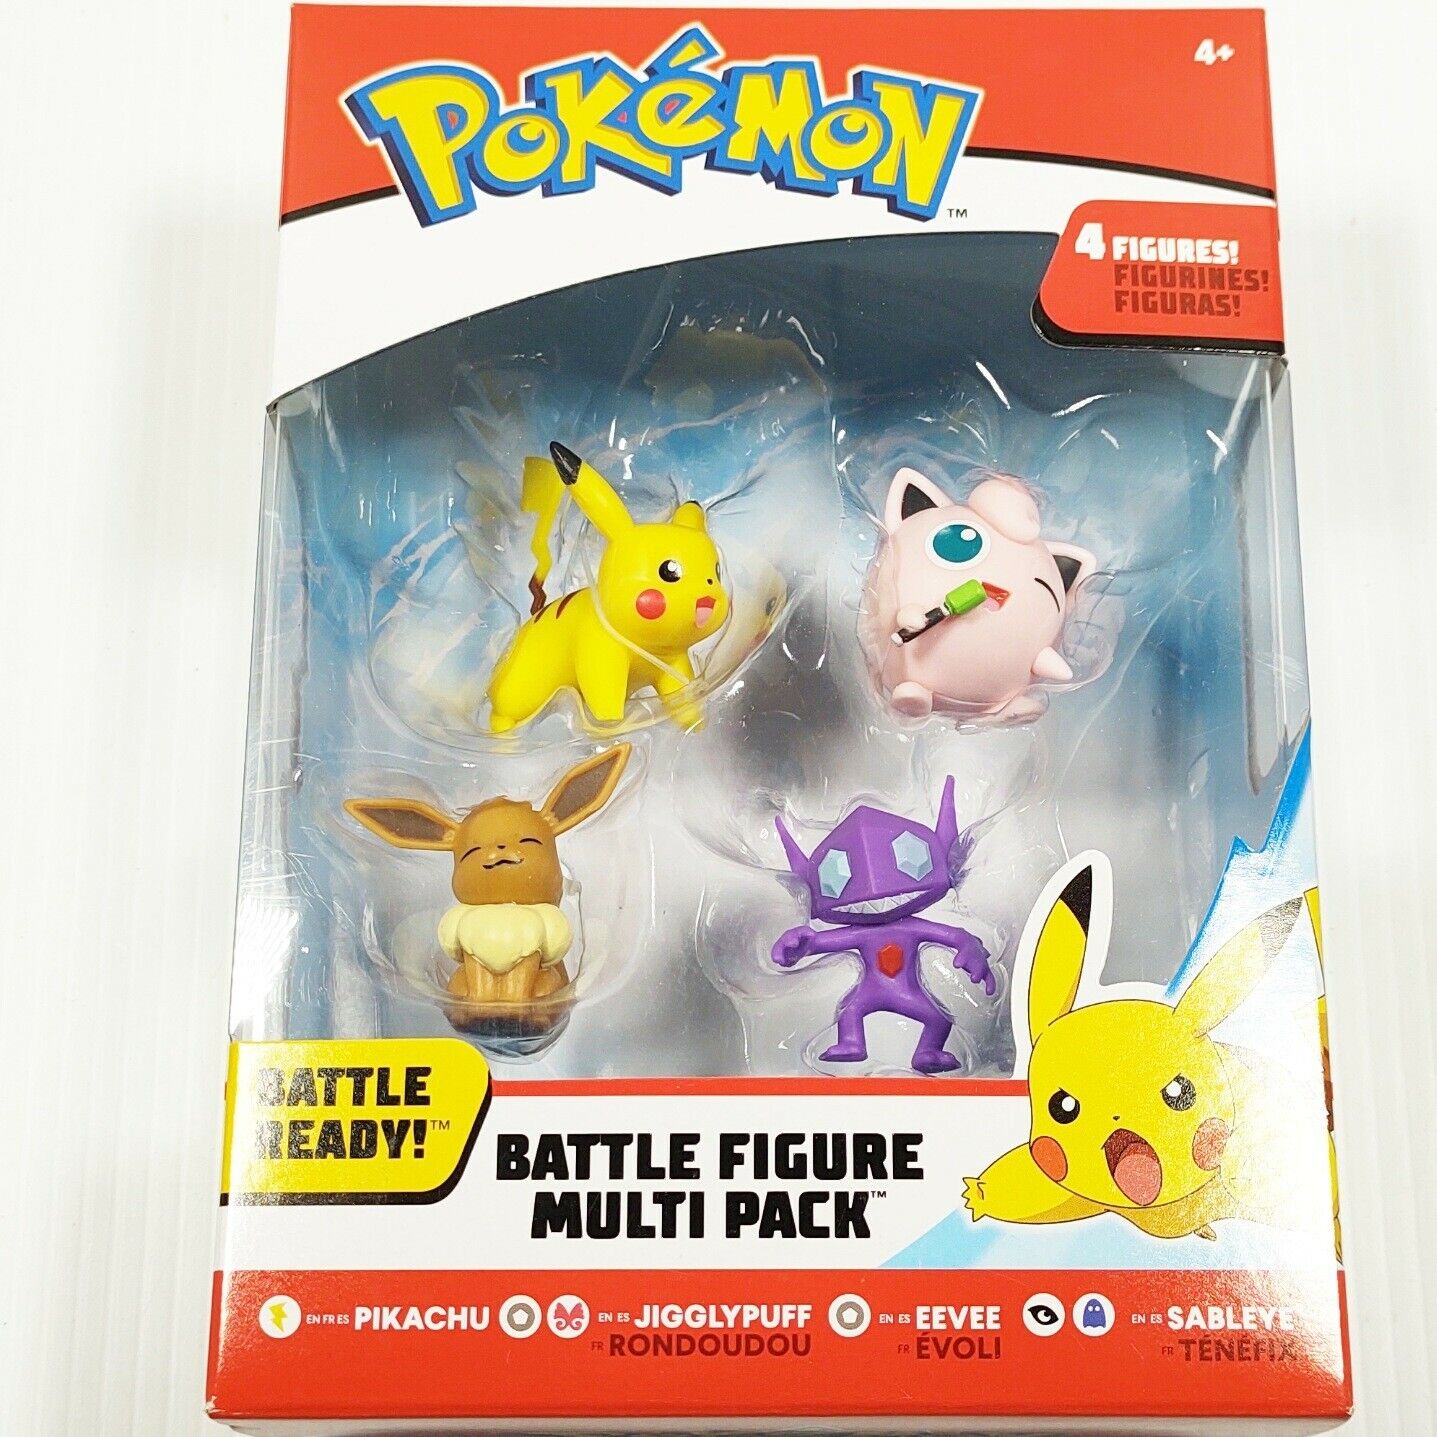 4+
POKéMON
TM
4 FIGURES!
FIGURINES!
FIGURAS!
BATTLE
READY!™
BATTLE FIGURE
MULTI PACK™
EN FR ES PIKACHU EN ES JIGGLYPUFF EN ES EEVEE EN ES SABLEYE
FR RONDOUDOU FR ÉVOLI FR TÉNÉFIX